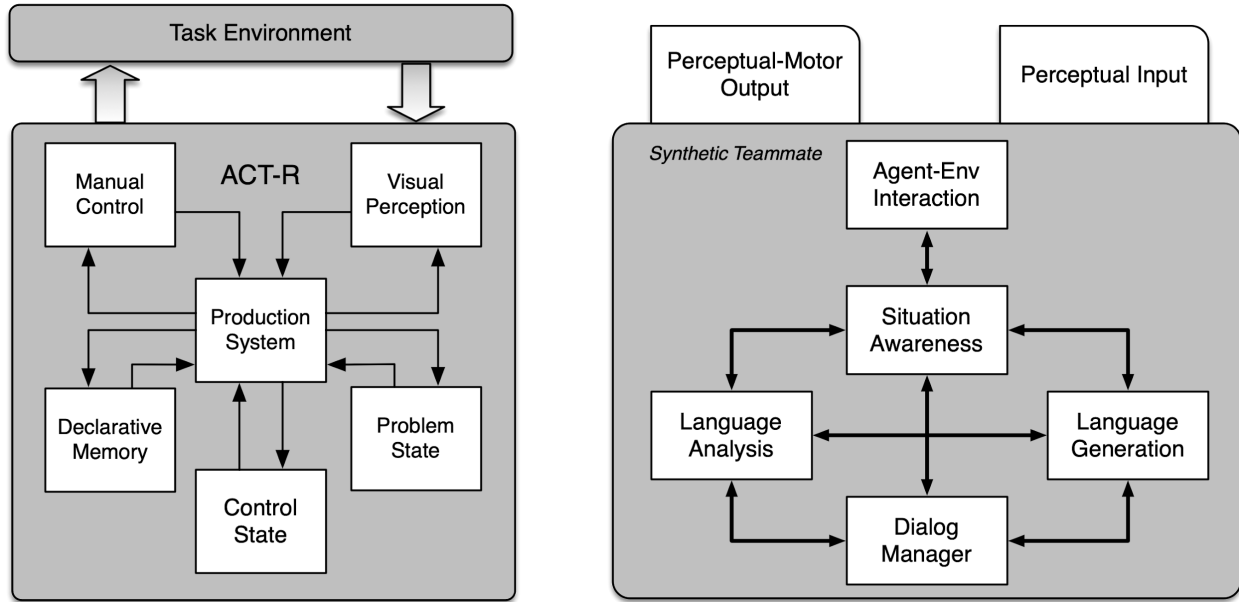 Task Environment
ACT-R
Manual
Control
Visual
Perception
Production
System
Declarative
Memory
Problem
State
Control
State
Perceptual-Motor
Output
Perceptual Input
Synthetic Teammate
Agent-Env
Interaction
Situation
Awareness
Language
Analysis
Language
Generation
Dialog
Manager